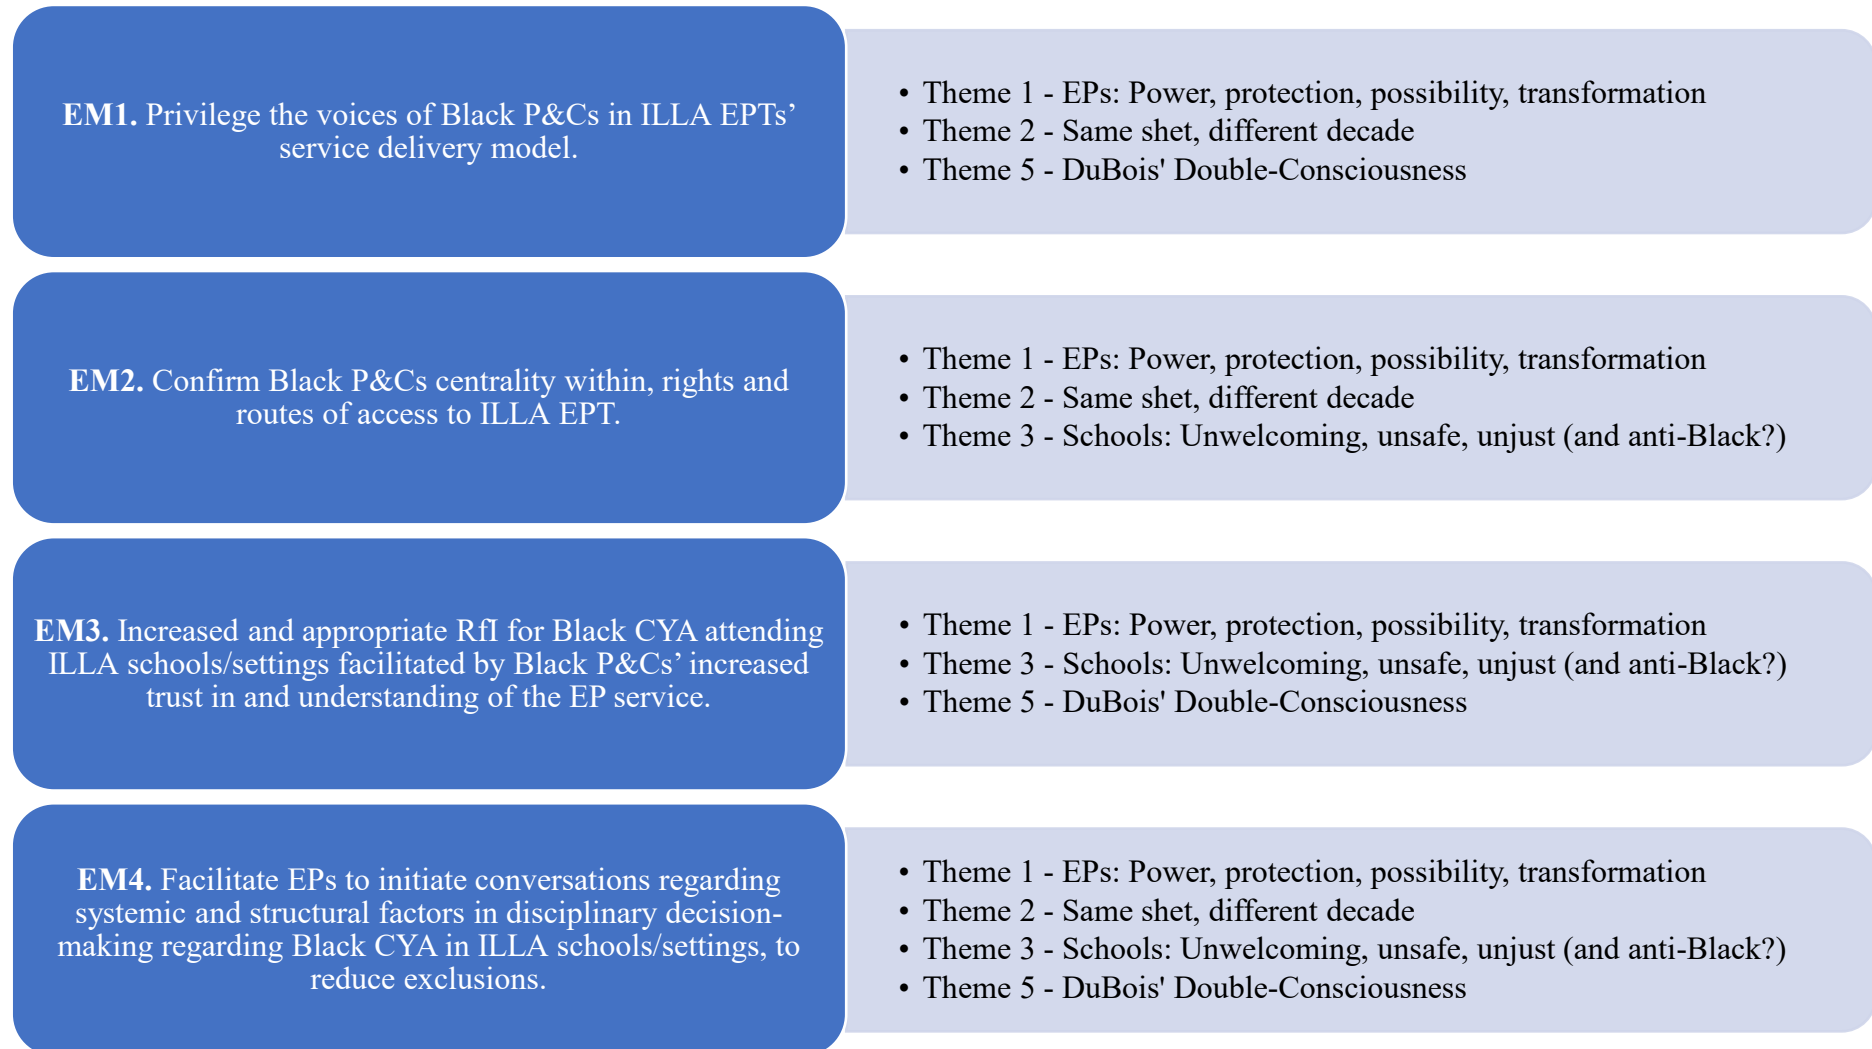 EM1. Privilege the voices of Black P&Cs in ILLA EPTs’
service delivery model.
• Theme 1 - EPs: Power, protection, possibility, transformation
• Theme 2 - Same shet, different decade
• Theme 5 - DuBois' Double-Consciousness
EM2. Confirm Black P&Cs centrality within, rights and
routes of access to ILLA EPT.
• Theme 1 - EPs: Power, protection, possibility, transformation
• Theme 2 - Same shet, different decade
• Theme 3 - Schools: Unwelcoming, unsafe, unjust (and anti-Black?)
EM3. Increased and appropriate RfI for Black CYA attending
ILLA schools/settings facilitated by Black P&Cs’ increased
trust in and understanding of the EP service.
• Theme 1 - EPs: Power, protection, possibility, transformation
• Theme 3 - Schools: Unwelcoming, unsafe, unjust (and anti-Black?)
• Theme 5 - DuBois' Double-Consciousness
EM4. Facilitate EPs to initiate conversations regarding
systemic and structural factors in disciplinary decision-
making regarding Black CYA in ILLA schools/settings, to
reduce exclusions.
• Theme 1 - EPs: Power, protection, possibility, transformation
• Theme 2 - Same shet, different decade
• Theme 3 - Schools: Unwelcoming, unsafe, unjust (and anti-Black?)
• Theme 5 - DuBois' Double-Consciousness